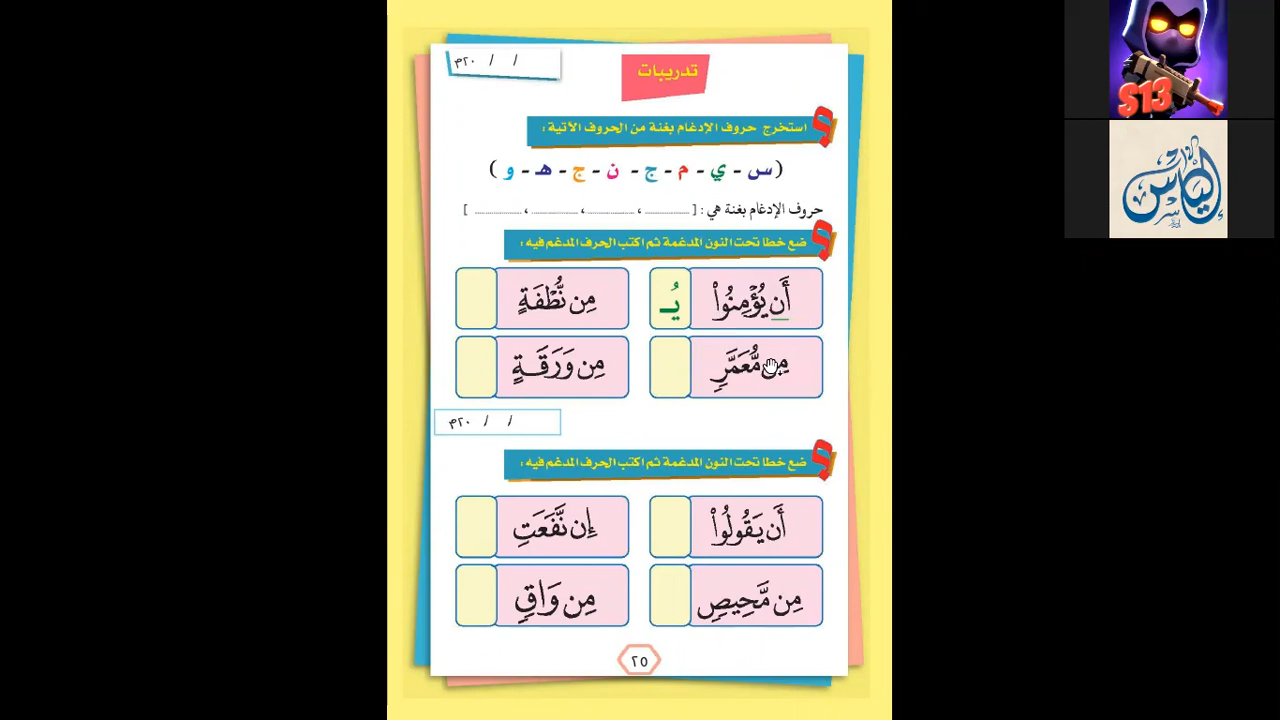 / / ٢٠م
تدريبات
استخرج حروف الإدغام بغنة من الحروف الآتية :
( س - ي - م - ج - ن - ج - هـ - و )
حروف الإدغام بغنة هي : [ .............. ، .............. ، .............. ، .............. ]
ضع خطا تحت النون المدغمة ثم اكتب الحرف المدغم فيه :
أَن يُؤْمِنُوا۟ يُـ مِن نُّطْفَةٍ
مِن مُّعَمَّرٍ مِن وَرَقَةٍ
/ / ٢٠م
ضع خطا تحت النون المدغمة ثم اكتب الحرف المدغم فيه :
أَن يَقُولُوا۟ إِن نَّفَعَتِ
مِن مَّحِيصٍ مِن وَاقٍ
٢٥
S13
إلياس